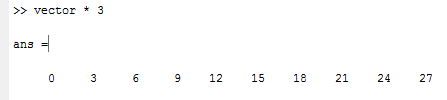 >> vector * 3
ans =
0 3 6 9 12 15 18 21 24 27